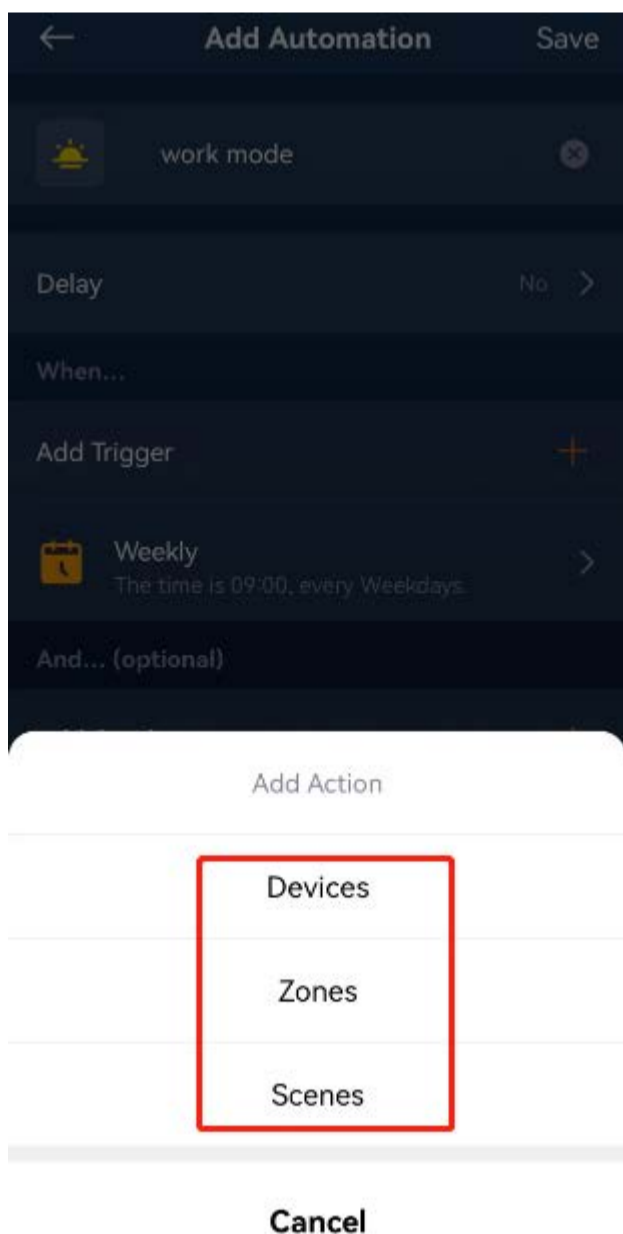 Add Automation Save
work mode
Delay No
When...
Add Trigger
Weekly
The time is 09:00, every Weekdays.
And... (optional)
Add Action
Devices
Zones
Scenes
Cancel